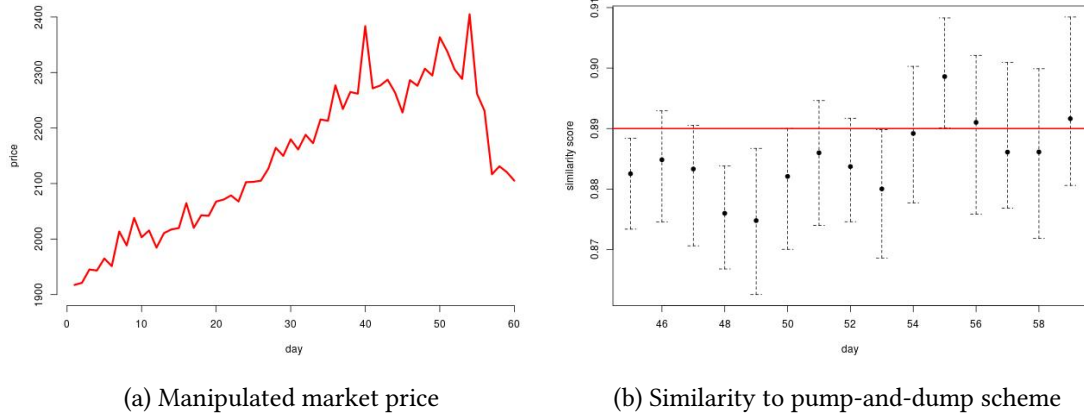 2400
2300
2200
2100
2000
1900
price
0 10 20 30 40 50 60
day
(a) Manipulated market price
0.91
0.90
0.89
0.88
0.87
similarity score
46 48 50 52 54 56 58
day
(b) Similarity to pump-and-dump scheme